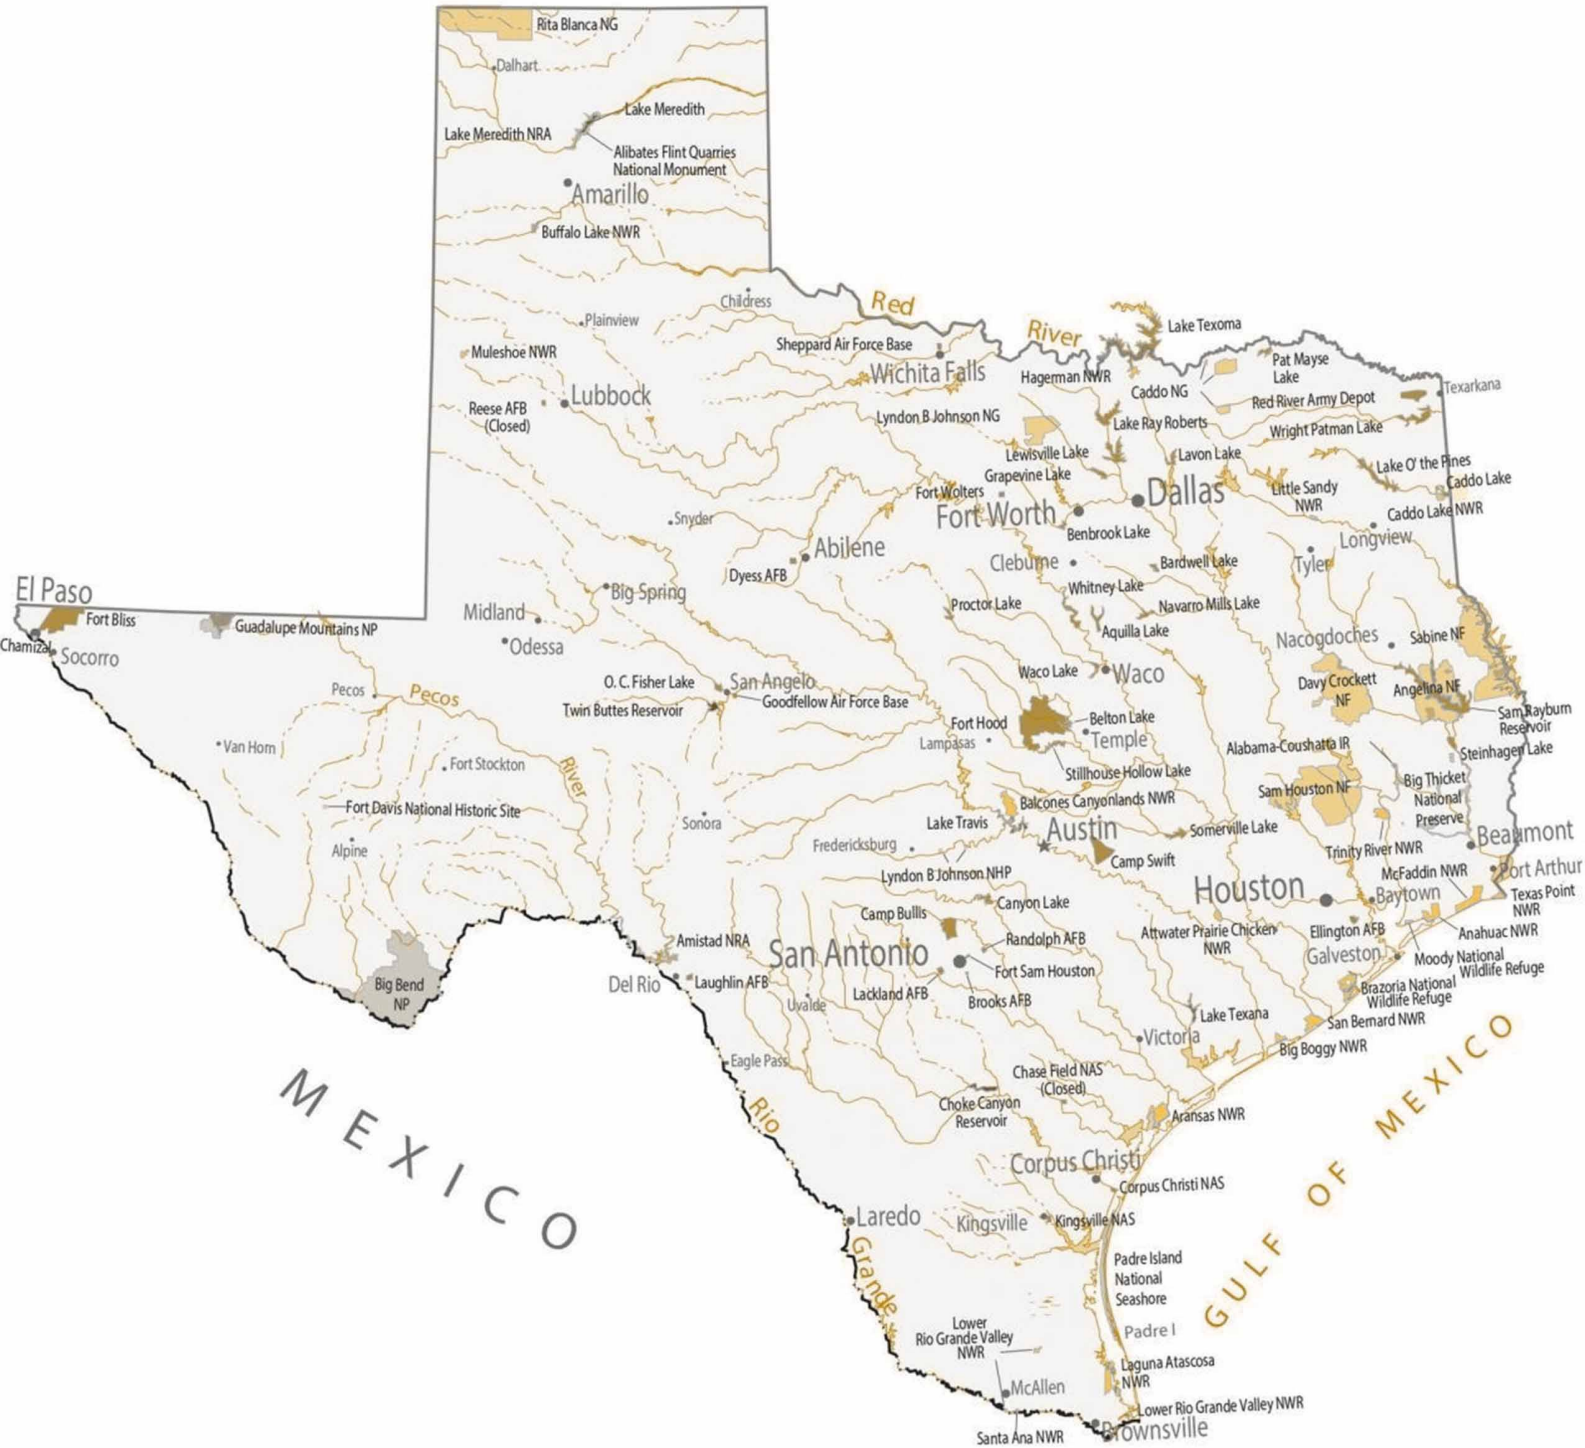 Rita Blanca NG
Dalhart
Lake Meredith
Lake Meredith NRA
Alibates Flint Quarries
National Monument
Amarillo
Buffalo Lake NWR
Childress
Red
River
Lake Texoma
Plainview
Sheppard Air Force Base
Muleshoe NWR
Wichita Falls
Hagerman NWR
Pat Mayse
Lake
Caddo NG
Texarkana
Lubbock
Reese AFB
(Closed)
Red River Army Depot
Lyndon B Johnson NG
Lake Ray Roberts
Wright Patman Lake
Lewisville Lake
Lavon Lake
Grapevine Lake
Lake O' the Pines
Caddo Lake
Fort Wolters
Dallas
Little Sandy
NWR
Fort Worth
Caddo Lake NWR
Snyder
Benbrook Lake
Longview
Abilene
Cleburne
Bardwell Lake
Tyler
Dyess AFB
El Paso
Big Spring
Whitney Lake
Midland
Proctor Lake
Navarro Mills Lake
Fort Bliss
Guadalupe Mountains NP
Aquilla Lake
Nacogdoches
Sabine NF
Chamizal
Socorro
Odessa
Waco Lake
Waco
Davy Crockett
NF
Angelina NF
O. C. Fisher Lake
San Angelo
Pecos
Pecos
Goodfellow Air Force Base
Twin Buttes Reservoir
Sam Rayburn
Reservoir
Fort Hood
Belton Lake
Lampasas
Temple
Alabama-Coushatta IR
Steinhagen Lake
Van Horn
Fort Stockton
River
Stillhouse Hollow Lake
Big Thicket
National
Preserve
Sam Houston NF
Fort Davis National Historic Site
Balcones Canyonlands NWR
Sonora
Lake Travis
Austin
Somerville Lake
Beaumont
Fredericksburg
Alpine
Trinity River NWR
Camp Swift
Lyndon B Johnson NHP
McFaddin NWR
Port Arthur
Houston
Baytown
Texas Point
NWR
Canyon Lake
Camp Bullis
Attwater Prairie Chicken
NWR
Ellington AFB
Anahuac NWR
Amistad NRA
Randolph AFB
San Antonio
Galveston
Moody National
Wildlife Refuge
Fort Sam Houston
Big Bend
NP
Del Rio
Laughlin AFB
Lackland AFB
Brooks AFB
Brazoria National
Wildlife Refuge
Uvalde
Lake Texana
San Bernard NWR
Victoria
Big Boggy NWR
Eagle Pass
Chase Field NAS
(Closed)
MEXICO
GULF OF MEXICO
Rio
Choke Canyon
Reservoir
Aransas NWR
Corpus Christi
Corpus Christi NAS
Laredo
Kingsville
Kingsville NAS
Grande
Padre Island
National
Seashore
Lower
Rio Grande Valley
NWR
Padre I
Laguna Atascosa
NWR
McAllen
Lower Rio Grande Valley NWR
Santa Ana NWR
Brownsville